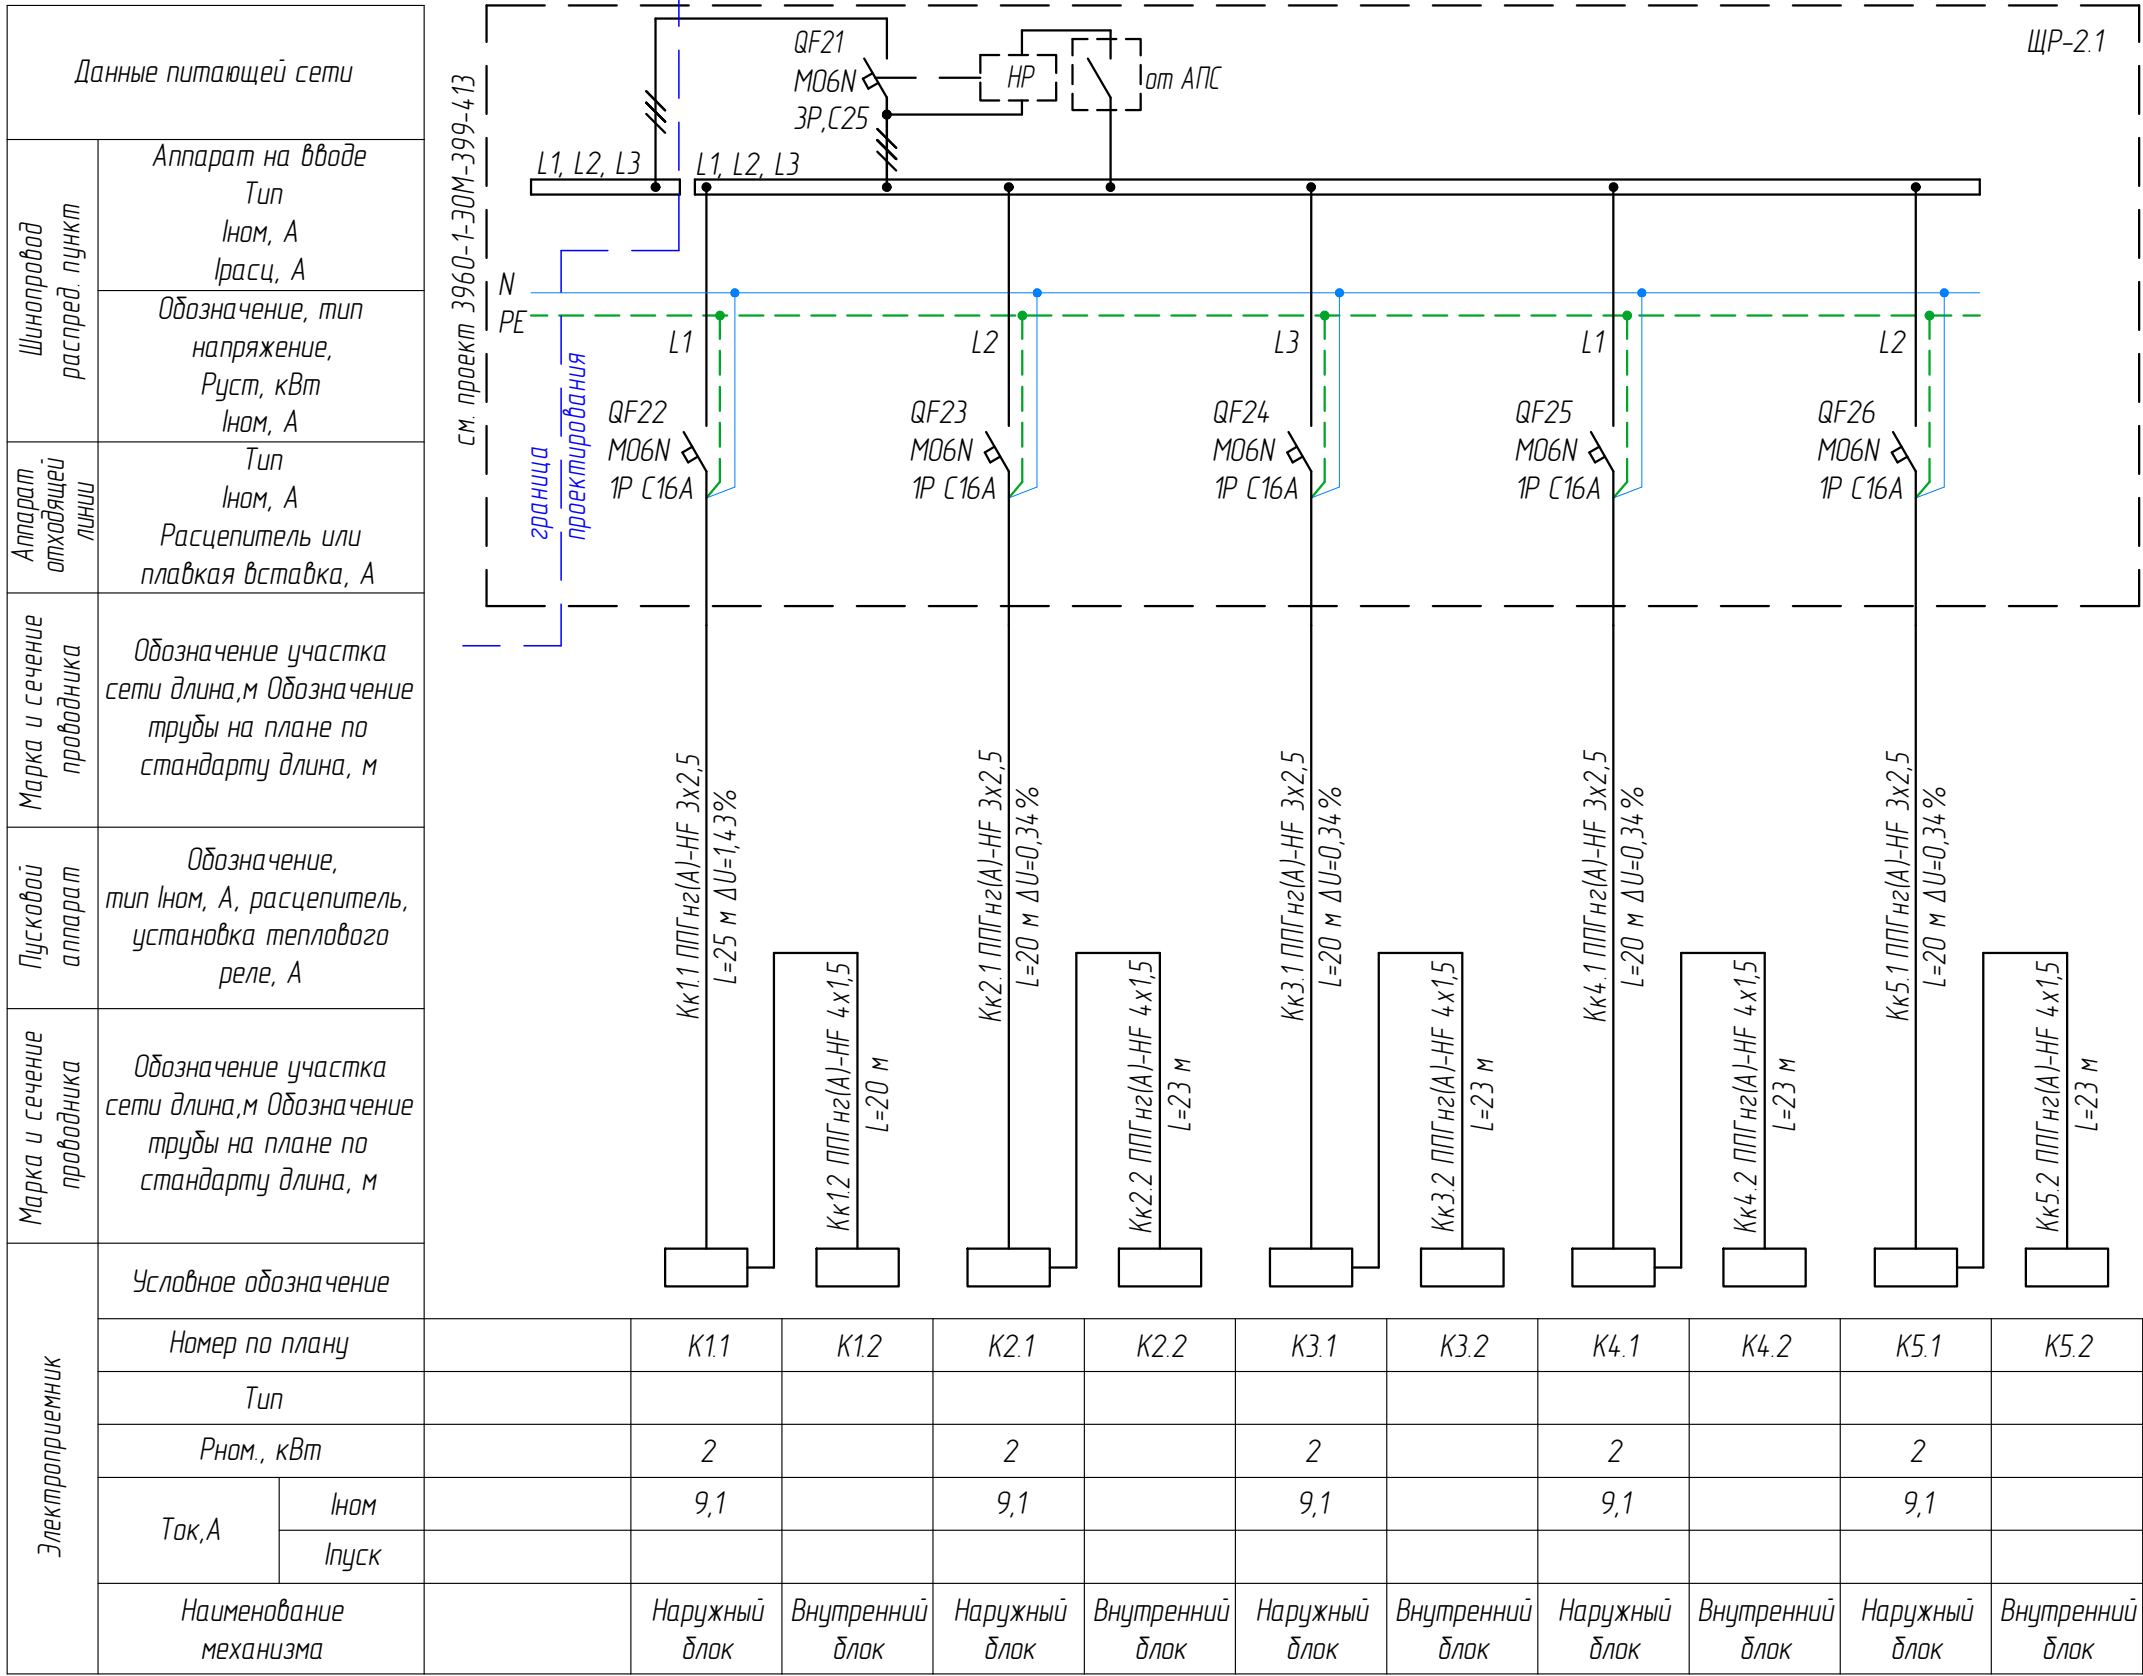 Данные питающей сети
Шинопровод
распред. пункт
Аппарат на вводе
Тип
Iном, А
Iрасц, А
Обозначение, тип
напряжение,
Руст, кВт
Iном, А
Аппарат
отходящей
линии
Тип
Iном, А
Расцепитель или
плавкая вставка, А
Марка и сечение
проводника
Обозначение участка
сети длина,м Обозначение
трубы на плане по
стандарту длина, м
Пусковой
аппарат
Обозначение,
тип Iном, А, расцепитель,
установка теплового
реле, А
Марка и сечение
проводника
Обозначение участка
сети длина,м Обозначение
трубы на плане по
стандарту длина, м
см. проект 3960-1-ЭОМ-399-413
граница
проектирования
ЩР-2.1
QF21
M06N
3P,C25
НР
от АПС
L1, L2, L3
L1, L2, L3
N
PE
L1
L2
L3
L1
L2
QF22
M06N
1P C16A
QF23
M06N
1P C16A
QF24
M06N
1P C16A
QF25
M06N
1P C16A
QF26
M06N
1P C16A
Кк1.1 ППГнг(А)-HF 3х2,5
L=25 м ΔU=1,43%
Кк1.2 ППГнг(А)-HF 4х1,5
L=20 м
Кк2.1 ППГнг(А)-HF 3х2,5
L=20 м ΔU=0,34%
Кк2.2 ППГнг(А)-HF 4х1,5
L=23 м
Кк3.1 ППГнг(А)-HF 3х2,5
L=20 м ΔU=0,34%
Кк3.2 ППГнг(А)-HF 4х1,5
L=23 м
Кк4.1 ППГнг(А)-HF 3х2,5
L=20 м ΔU=0,34%
Кк4.2 ППГнг(А)-HF 4х1,5
L=23 м
Кк5.1 ППГнг(А)-HF 3х2,5
L=20 м ΔU=0,34%
Кк5.2 ППГнг(А)-HF 4х1,5
L=23 м
Электроприемник
Условное обозначение
Номер по плану К1.1 К1.2 К2.1 К2.2 К3.1 К3.2 К4.1 К4.2 К5.1 К5.2
Тип
Рном., кВт 2 2 2 2 2
Ток,А
Iном 9,1 9,1 9,1 9,1 9,1
Iпуск
Наименование
механизма
Наружный
блок
Внутренний
блок
Наружный
блок
Внутренний
блок
Наружный
блок
Внутренний
блок
Наружный
блок
Внутренний
блок
Наружный
блок
Внутренний
блок